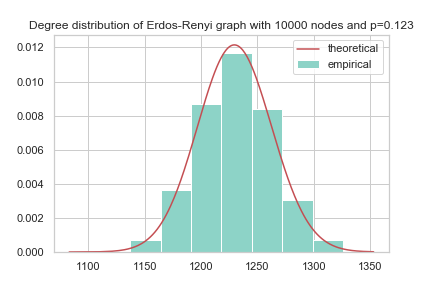 Degree distribution of Erdos-Renyi graph with 10000 nodes and p=0.123
0.012
0.010
0.008
0.006
0.004
0.002
0.000
theoretical
empirical
1100 1150 1200 1250 1300 1350